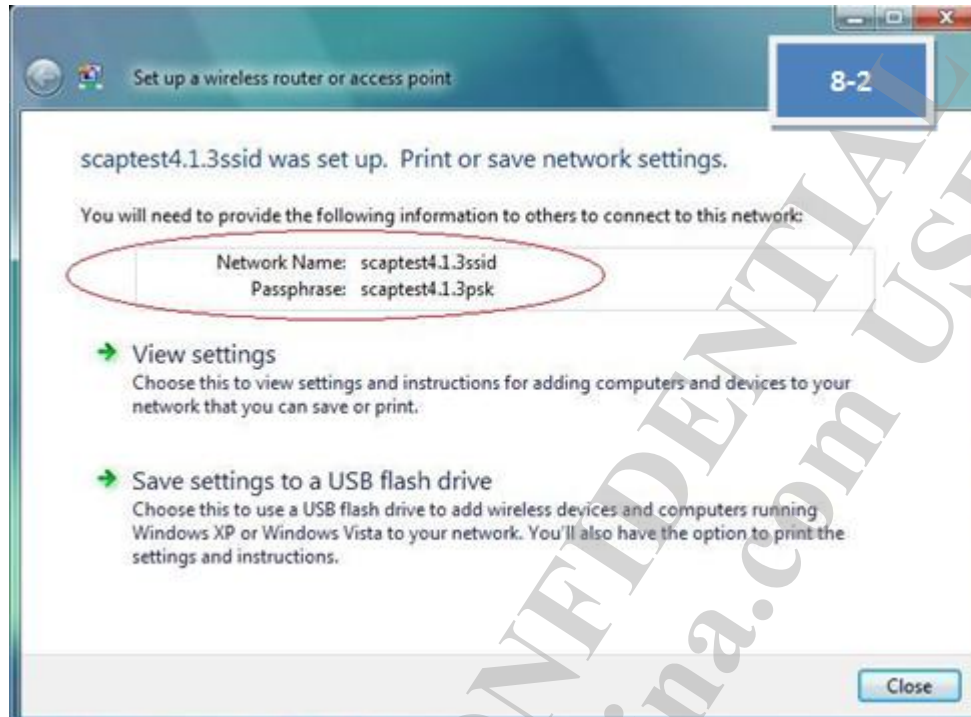 Set up a wireless router or access point
8-2
scaptest4.1.3ssid was set up. Print or save network settings.
You will need to provide the following information to others to connect to this network:
Network Name: scaptest4.1.3ssid
Passphrase: scaptest4.1.3psk
View settings
Choose this to view settings and instructions for adding computers and devices to your
network that you can save or print.
Save settings to a USB flash drive
Choose this to use a USB flash drive to add wireless devices and computers running
Windows XP or Windows Vista to your network. You'll also have the option to print the
settings and instructions.
Close